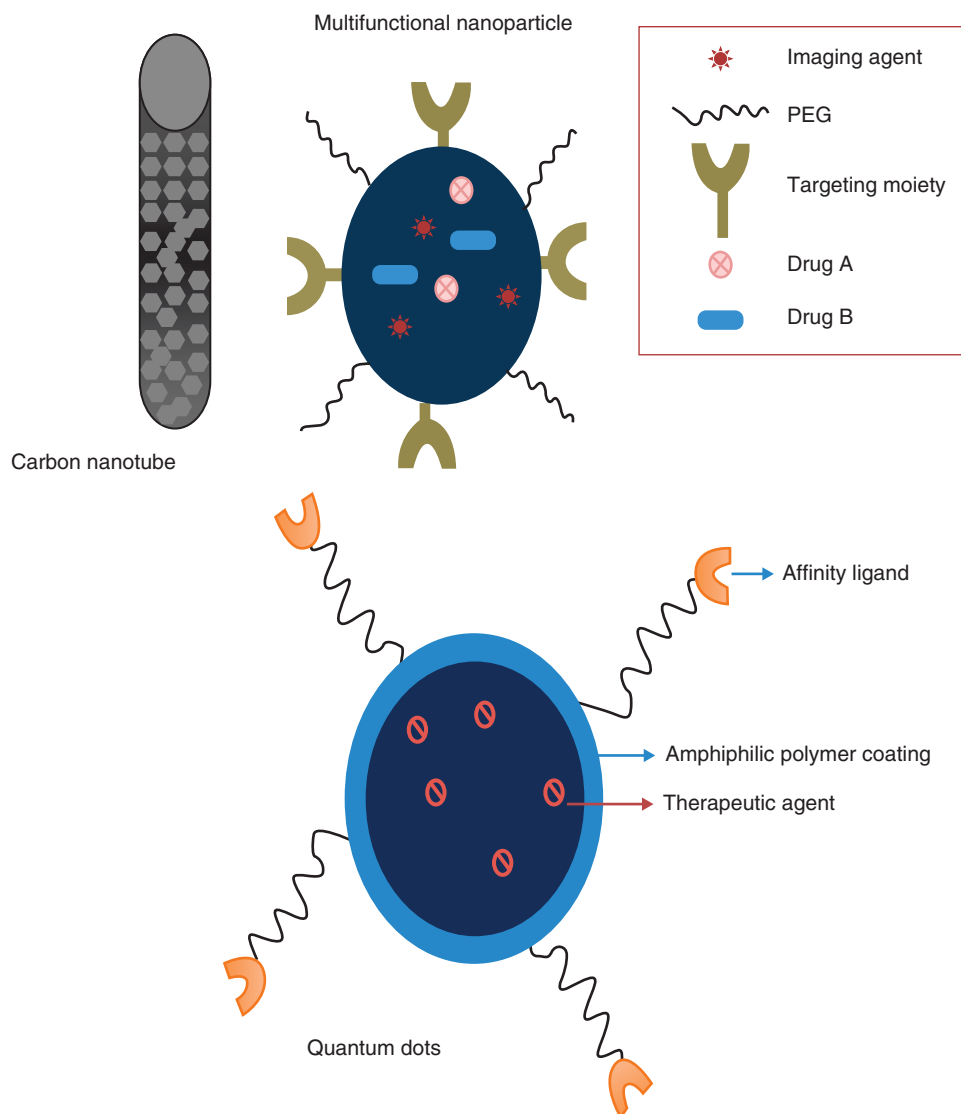 Multifunctional nanoparticle
Imaging agent
PEG
Targeting moiety
Drug A
Drug B
Carbon nanotube
Affinity ligand
Amphiphilic polymer coating
Therapeutic agent
Quantum dots